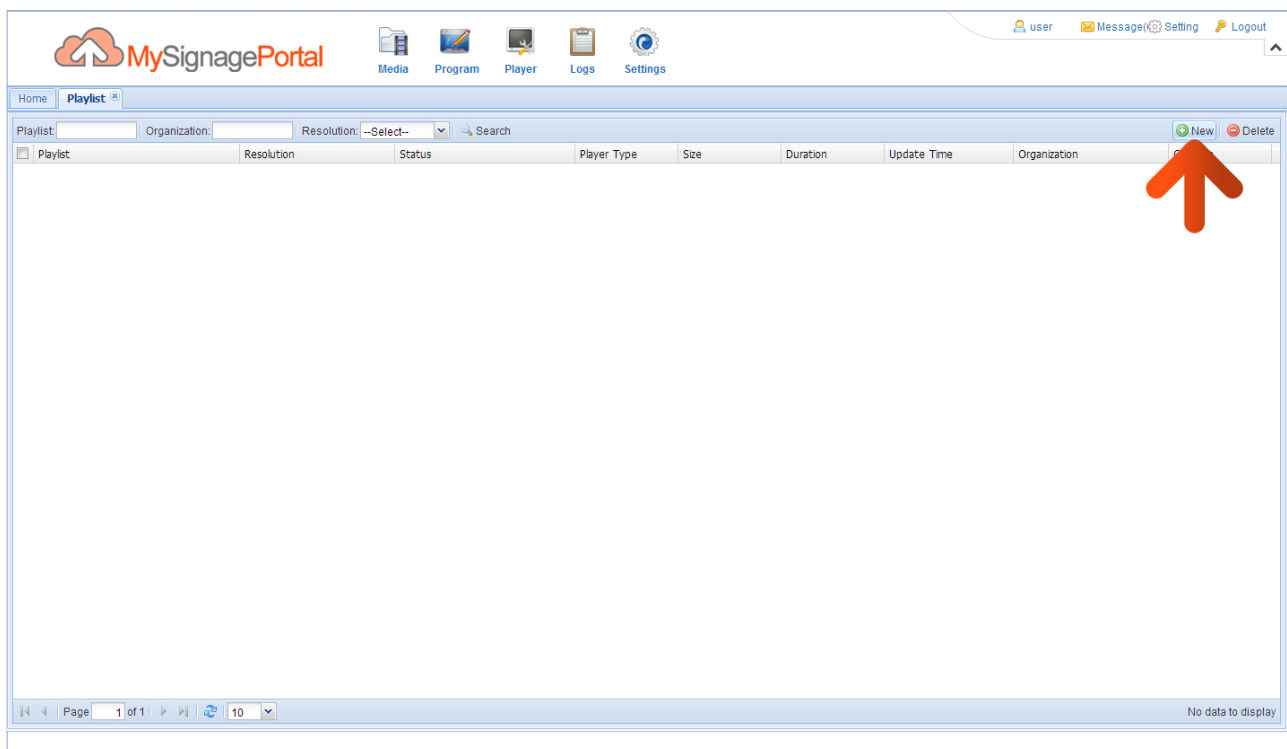 user Message( Setting Logout
MySignagePortal
Media Program Player Logs Settings
Home Playlist
Playlist: Organization: Resolution: --Select-- Search New Delete
Playlist Resolution Status Player Type Size Duration Update Time Organization
Page 1 of 1 10 No data to display